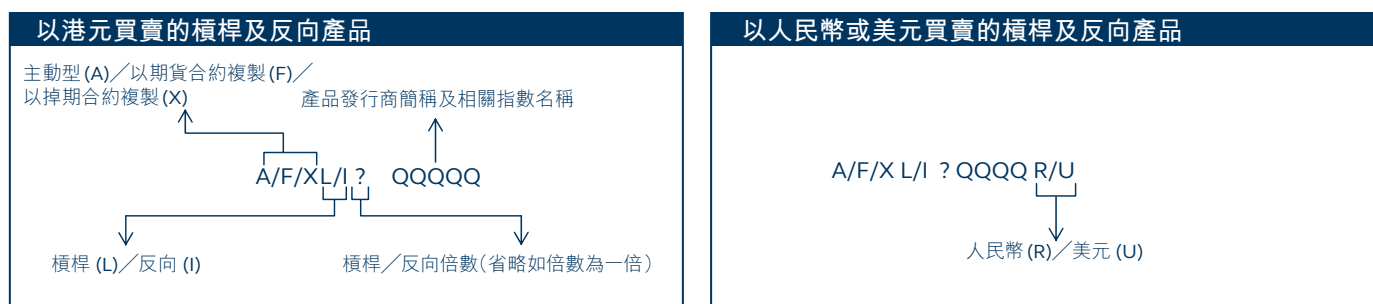 以港元買賣的槓桿及反向產品
主動型 (A)╱以期貨合約複製 (F)╱
以掉期合約複製 (X)
產品發行商簡稱及相關指數名稱
A/F/XL/I ? QQQQQ
槓桿 (L)╱反向 (I)
槓桿╱反向倍數(省略如倍數為一倍)
以人民幣或美元買賣的槓桿及反向產品
A/F/X L/I ? QQQQ R/U
人民幣 (R)╱美元 (U)